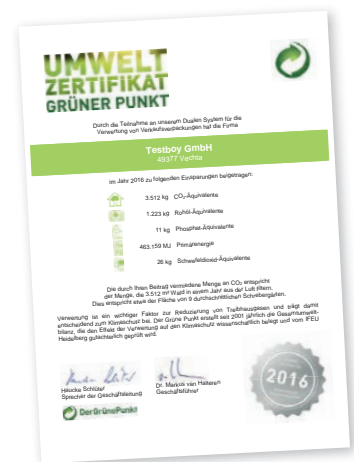 UMWELT
ZERTIFIKAT
GRÜNER PUNKT
Durch die Teilnahme an unserem Dualen System für die
Verwertung von Verkaufsverpackungen hat die Firma
Testboy GmbH
49377 Vechta
im Jahr 2016 zu folgenden Einsparungen beigetragen:
3.512 kg CO₂-Äquivalente
1.223 kg Rohöl-Äquivalente
11 kg Phosphat-Äquivalente
463.159 MJ Primärenergie
26 kg Schwefeldioxid-Äquivalente
Die durch Ihren Beitrag vermiedene Menge an CO₂ entspricht
der Menge, die 3.512 m² Wald in einem Jahr aus der Luft filtern.
Dies entspricht etwa der Fläche von 9 durchschnittlichen Schrebergärten.
Verwertung ist ein wichtiger Faktor zur Reduzierung von Treibhausgasen und trägt damit
entscheidend zum Klimaschutz bei. Der Grüne Punkt erstellt seit 2001 jährlich die Gesamtumwelt-
bilanz, die den Effekt der Verwertung auf den Klimaschutz wissenschaftlich belegt und von IFEU
Heidelberg gutachterlich geprüft wird.
Haucke Schlüter
Sprecher der Geschäftsleitung
Dr. Markus van Halteren
Geschäftsführer
DerGrünePunkt
2016